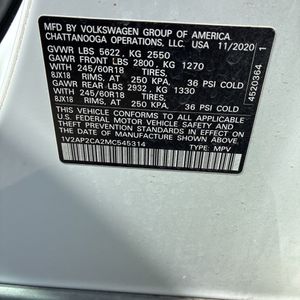 MFD BY VOLKSWAGEN GROUP OF AMERICA
CHATTANOOGA OPERATIONS, LLC. USA 11/2020
GVWR LBS 5622, KG 2550
GAWR FRONT LBS 2800, KG 1270
WITH 245/60R18 TIRES,
8JX18 RIMS, AT 250 KPA, 36 PSI COLD
GAWR REAR LBS 2932, KG 1330
WITH 245/60R18 TIRES,
8JX18 RIMS, AT 250 KPA, 36 PSI COLD
THIS VEHICLE CONFORMS TO ALL APPLICABLE
U.S. FEDERAL MOTOR VEHICLE SAFETY AND
THEFT PREVENTION STANDARDS IN EFFECT ON THE
DATE OF MANUFACTURE SHOWN ABOVE.
1V2AP2CA2MC545314 TYPE: MPV
4520364 1